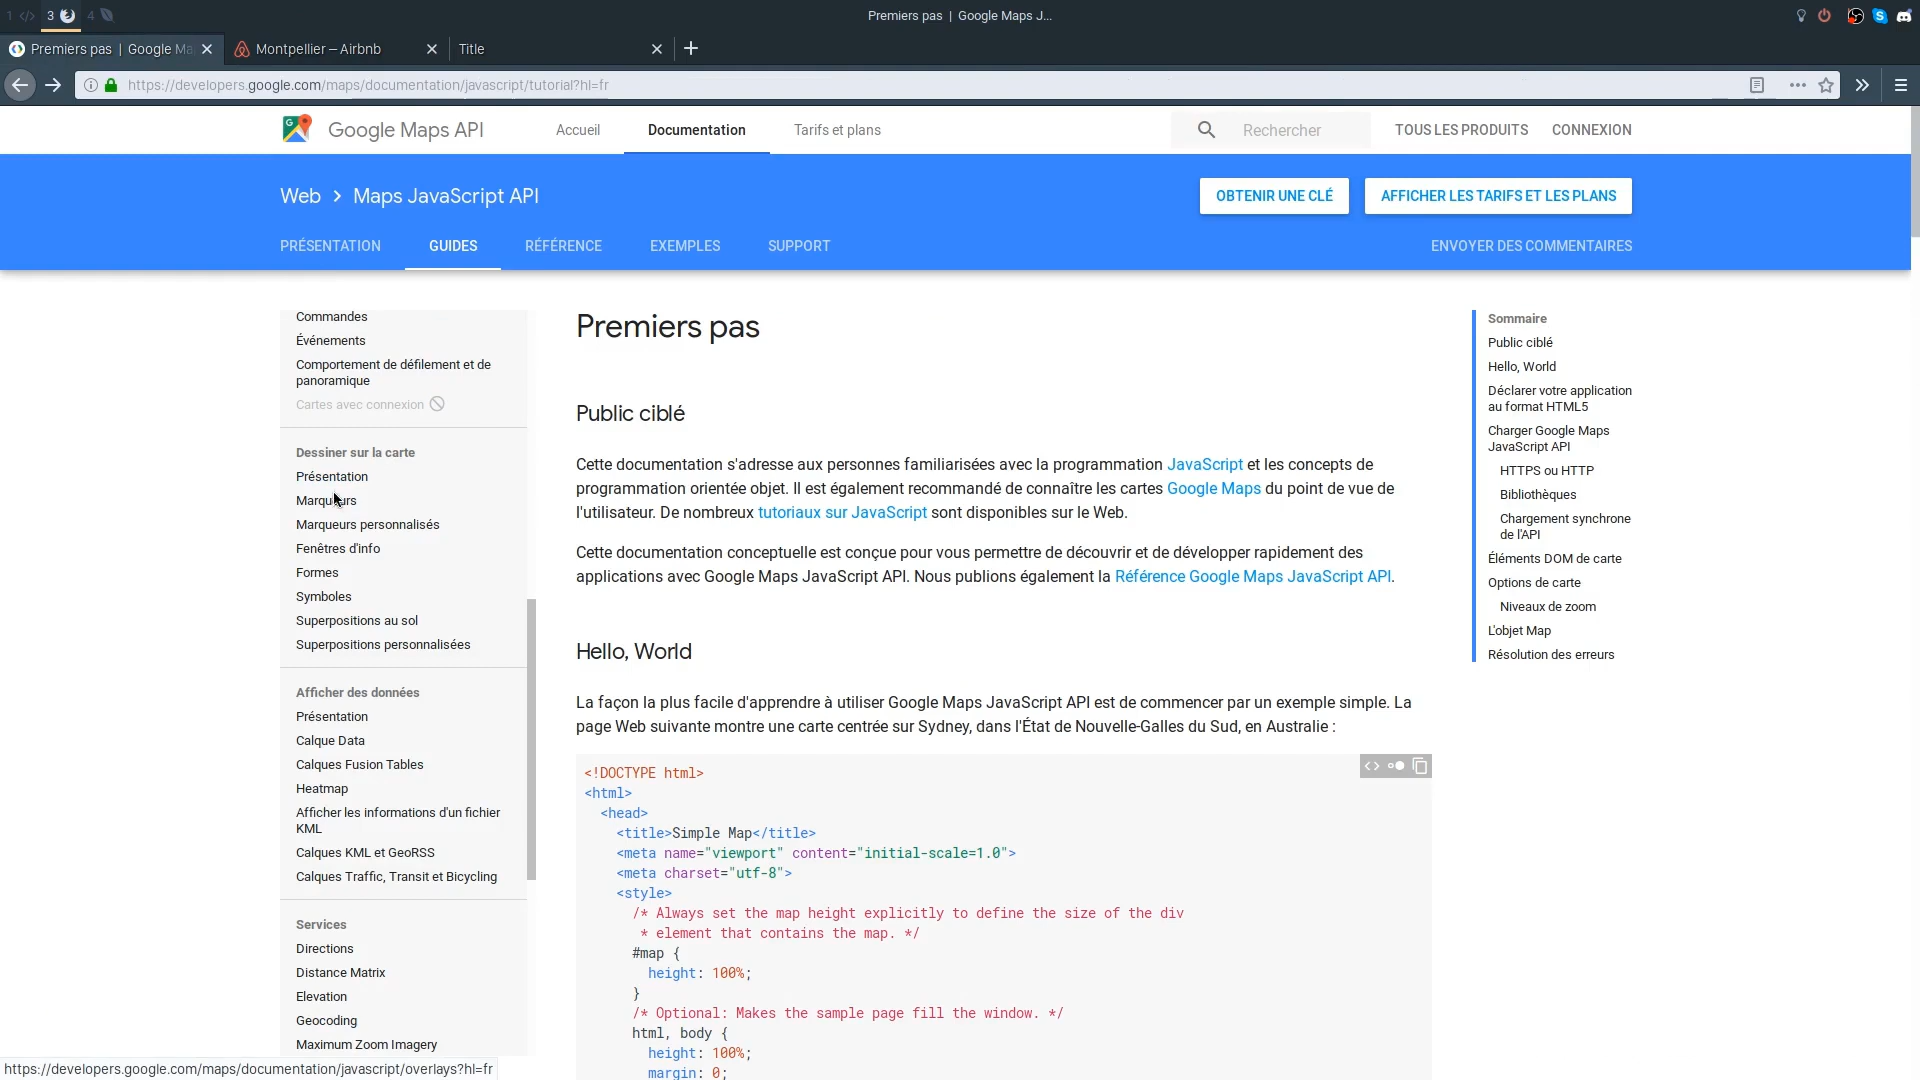 1 </> 3 4
Premiers pas | Google Maps J...
Premiers pas | Google Ma
Montpellier – Airbnb
Title
https://developers.google.com/maps/documentation/javascript/tutorial?hl=fr
Google Maps API
Accueil
Documentation
Tarifs et plans
Rechercher
TOUS LES PRODUITS
CONNEXION
Web > Maps JavaScript API
OBTENIR UNE CLÉ
AFFICHER LES TARIFS ET LES PLANS
PRÉSENTATION
GUIDES
RÉFÉRENCE
EXEMPLES
SUPPORT
ENVOYER DES COMMENTAIRES
Commandes
Événements
Comportement de défilement et de
panoramique
Cartes avec connexion
Dessiner sur la carte
Présentation
Marqueurs
Marqueurs personnalisés
Fenêtres d'info
Formes
Symboles
Superpositions au sol
Superpositions personnalisées
Afficher des données
Présentation
Calque Data
Calques Fusion Tables
Heatmap
Afficher les informations d'un fichier
KML
Calques KML et GeoRSS
Calques Traffic, Transit et Bicycling
Services
Directions
Distance Matrix
Elevation
Geocoding
Maximum Zoom Imagery
Premiers pas
Public ciblé
Cette documentation s'adresse aux personnes familiarisées avec la programmation JavaScript et les concepts de
programmation orientée objet. Il est également recommandé de connaître les cartes Google Maps du point de vue de
l'utilisateur. De nombreux tutoriaux sur JavaScript sont disponibles sur le Web.
Cette documentation conceptuelle est conçue pour vous permettre de découvrir et de développer rapidement des
applications avec Google Maps JavaScript API. Nous publions également la Référence Google Maps JavaScript API.
Hello, World
La façon la plus facile d'apprendre à utiliser Google Maps JavaScript API est de commencer par un exemple simple. La
page Web suivante montre une carte centrée sur Sydney, dans l'État de Nouvelle-Galles du Sud, en Australie :
<!DOCTYPE html>
<html>
<head>
<title>Simple Map</title>
<meta name="viewport" content="initial-scale=1.0">
<meta charset="utf-8">
<style>
/* Always set the map height explicitly to define the size of the div
* element that contains the map. */
#map {
height: 100%;
}
/* Optional: Makes the sample page fill the window. */
html, body {
height: 100%;
margin: 0;
Sommaire
Public ciblé
Hello, World
Déclarer votre application
au format HTML5
Charger Google Maps
JavaScript API
HTTPS ou HTTP
Bibliothèques
Chargement synchrone
de l'API
Éléments DOM de carte
Options de carte
Niveaux de zoom
L'objet Map
Résolution des erreurs
https://developers.google.com/maps/documentation/javascript/overlays?hl=fr